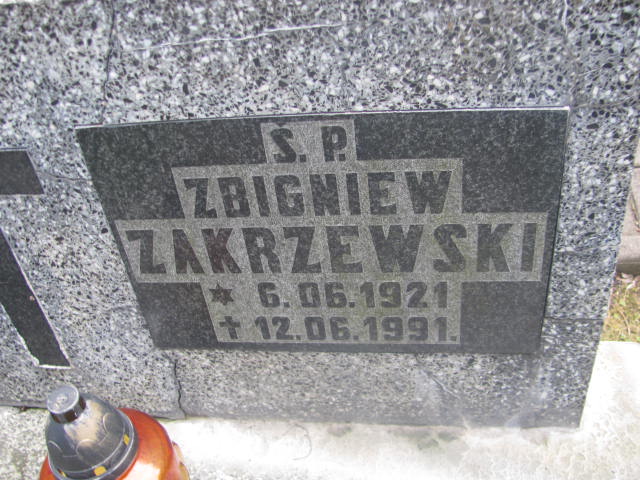 Ś. P.
ZBIGNIEW
ZAKRZEWSKI
* 6.06.1921
† 12.06.1991.